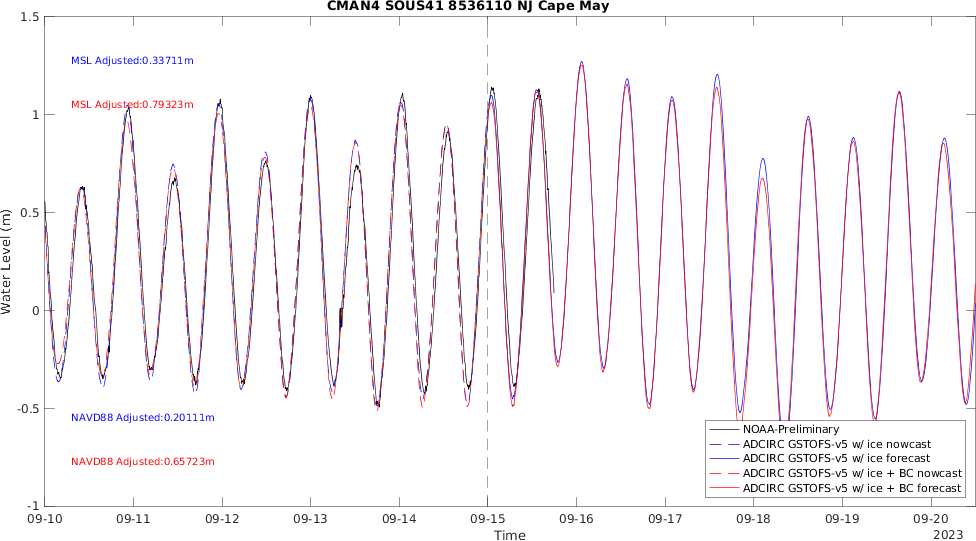 CMAN4 SOUS41 8536110 NJ Cape May
1.5
MSL Adjusted:0.33711m
MSL Adjusted:0.79323m
1
0.5
Water Level (m)
0
-0.5
NAVD88 Adjusted:0.20111m
NOAA-Preliminary
ADCIRC GSTOFS-v5 w/ ice nowcast
ADCIRC GSTOFS-v5 w/ ice forecast
NAVD88 Adjusted:0.65723m
ADCIRC GSTOFS-v5 w/ ice + BC nowcast
ADCIRC GSTOFS-v5 w/ ice + BC forecast
-1
09-10 09-11 09-12 09-13 09-14 09-15 09-16 09-17 09-18 09-19 09-20
Time
2023